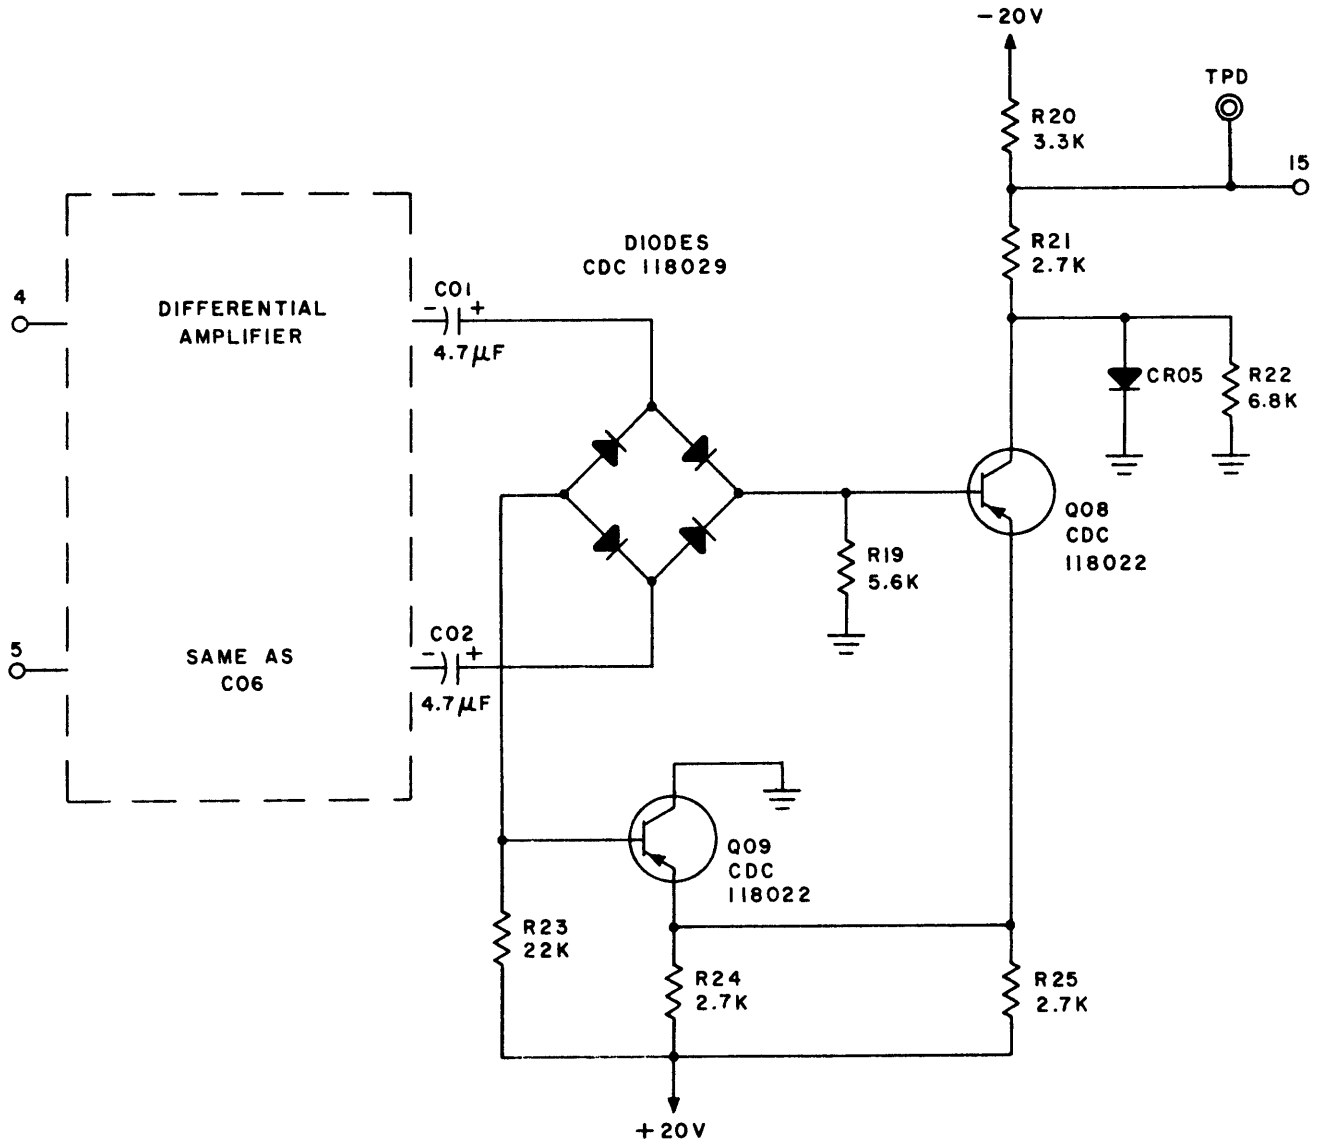 -20V
TPD
R20
3.3K
15
R21
2.7K
DIODES
CDC 118029
4
DIFFERENTIAL
AMPLIFIER
C01
- +
4.7μF
CR05
R22
6.8K
Q08
CDC
118022
R19
5.6K
5
SAME AS
C06
C02
- +
4.7μF
Q09
CDC
118022
R23
22K
R24
2.7K
R25
2.7K
+20V